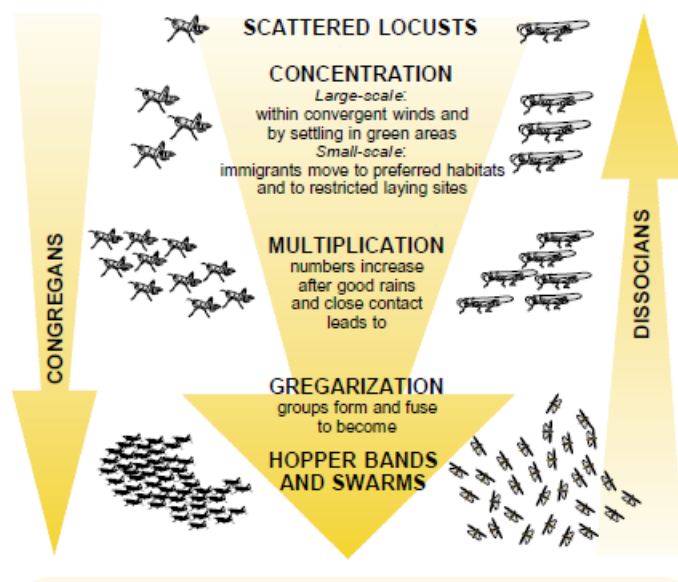 SCATTERED LOCUSTS
CONCENTRATION
Large-scale:
within convergent winds and
by settling in green areas
Small-scale:
immigrants move to preferred habitats
and to restricted laying sites
MULTIPLICATION
numbers increase
after good rains
and close contact
leads to
GREGARIZATION
groups form and fuse
to become
HOPPER BANDS
AND SWARMS
CONGREGANS
DISSOCIANS